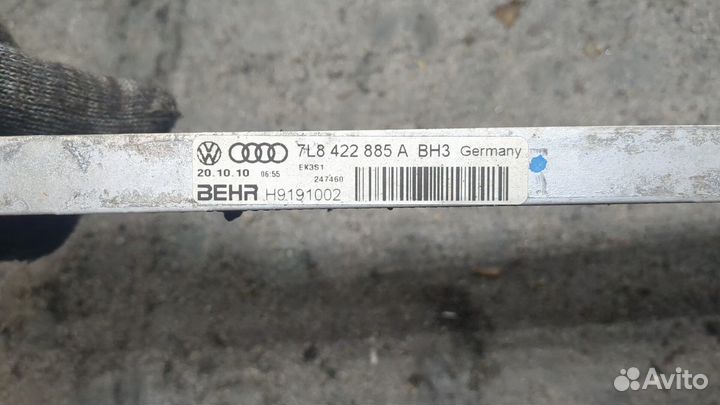 7L8 422 885 A BH3 Germany
20.10.10 06:55 EK3S1
247460
BEHR H9191002
Avito